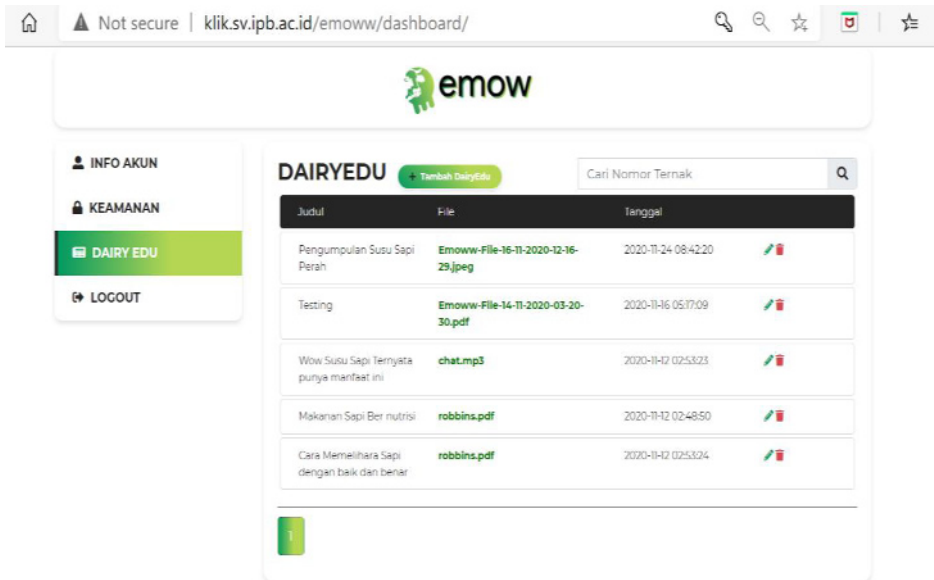 Not secure | klik.sv.ipb.ac.id/emoww/dashboard/
emow
INFO AKUN
KEAMANAN
DAIRY EDU
LOGOUT
DAIRYEDU + Tambah DairyEdu Cari Nomor Ternak
Judul File Tanggal
Pengumpulan Susu Sapi Emoww-File-16-11-2020-12-16- 2020-11-24 08:42:20
Perah 29.jpeg
Testing Emoww-File-14-11-2020-03-20- 2020-11-16 05:17:09
30.pdf
Wow Susu Sapi Ternyata chat.mp3 2020-11-12 02:53:23
punya manfaat ini
Makanan Sapi Ber nutrisi robbins.pdf 2020-11-12 02:48:50
Cara Memelihara Sapi robbins.pdf 2020-11-12 02:53:24
dengan baik dan benar
1